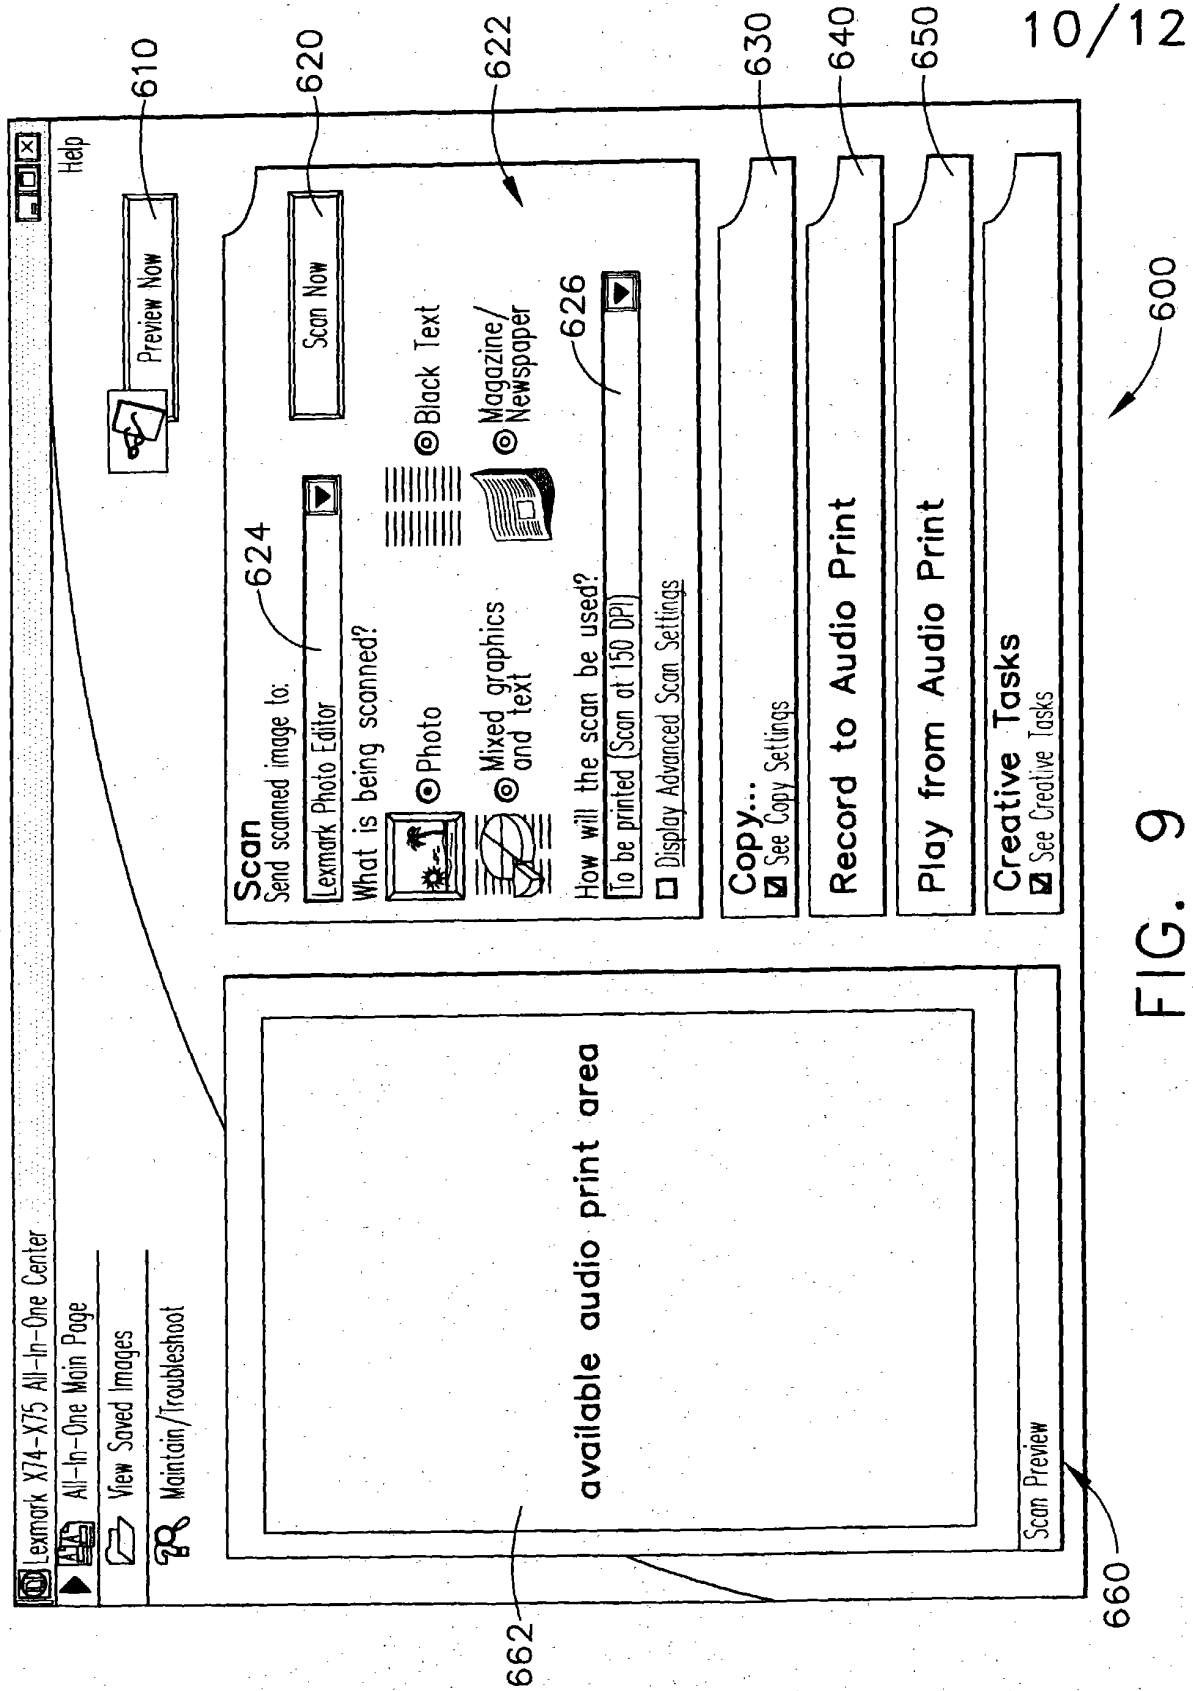 10/12
Lexmark X74-X75 All-In-One Center
All-In-One Main Page
Help
View Saved Images
Maintain/Troubleshoot
Preview Now
610
Scan
Send scanned image to:
624
Lexmark Photo Editor
Scan Now
620
What is being scanned?
Photo
Black Text
622
Mixed graphics
and text
Magazine/
Newspaper
How will the scan be used?
626
To be printed (Scan at 150 DPI)
Display Advanced Scan Settings
662
available audio print area
Copy...
See Copy Settings
630
Record to Audio Print
640
Play from Audio Print
650
Creative Tasks
See Creative Tasks
Scan Preview
660
600
FIG. 9